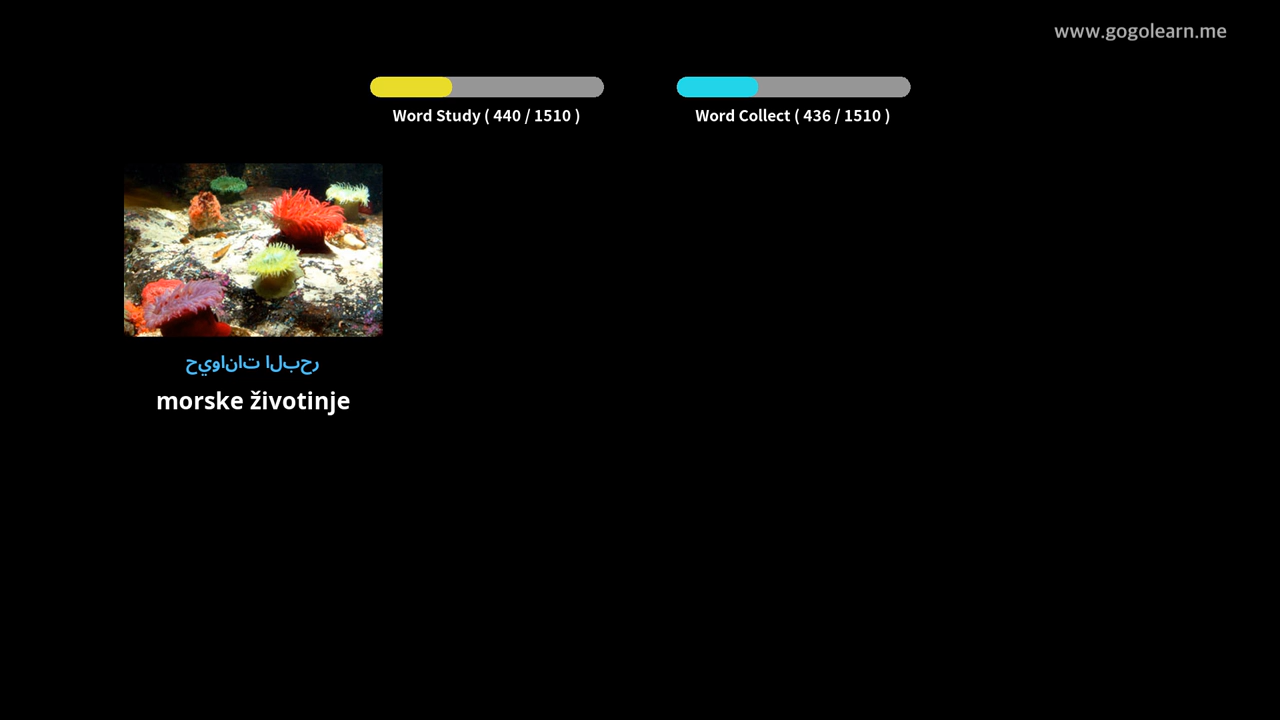 www.gogolearn.me
Word Study ( 440 / 1510 )
Word Collect ( 436 / 1510 )
حيوانات البحر
morske životinje